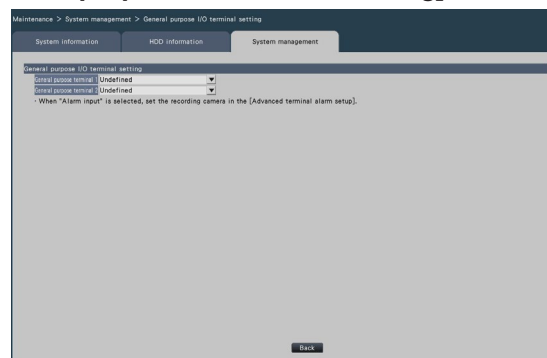 Maintenance > System management > General purpose I/O terminal setting
System information HDD information System management
General purpose I/O terminal setting
General purpose terminal 1 Undefined
General purpose terminal 2 Undefined
· When "Alarm input" is selected, set the recording camera in the [Advanced terminal alarm setup].
Back